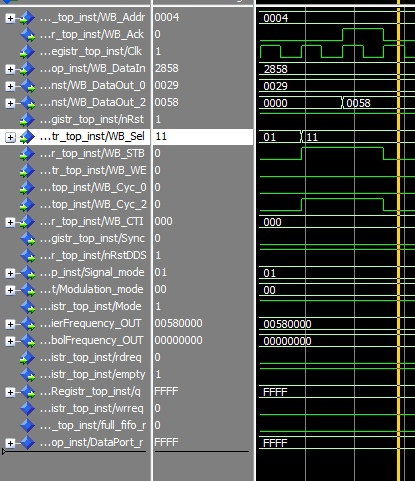 ..._top_inst/WB_Addr 0004 0004
...r_top_inst/WB_Ack 0
...egistr_top_inst/Clk 1
...op_inst/WB_DataIn 2858 2858
...nst/WB_DataOut_0 0029 0029
...nst/WB_DataOut_2 0058 0000 0058
...gistr_top_inst/nRst 1
...tr_top_inst/WB_Sel 11 01 11
...r_top_inst/WB_STB 0
...tr_top_inst/WB_WE 0
...top_inst/WB_Cyc_0 0
...top_inst/WB_Cyc_2 0
...r_top_inst/WB_CTI 000 000
...gistr_top_inst/Sync 0
...r_top_inst/nRstDDS 1
...p_inst/Signal_mode 01 01
...t/Modulation_mode 00 00
...istr_top_inst/Mode 1
...ierFrequency_OUT 00580000 00580000
...bolFrequency_OUT 00000000 00000000
...istr_top_inst/rdreq 0
...istr_top_inst/empty 1
...Registr_top_inst/q FFFF FFFF
...istr_top_inst/wrreq 0
..._top_inst/full_fifo_r 0
...op_inst/DataPort_r FFFF FFFF